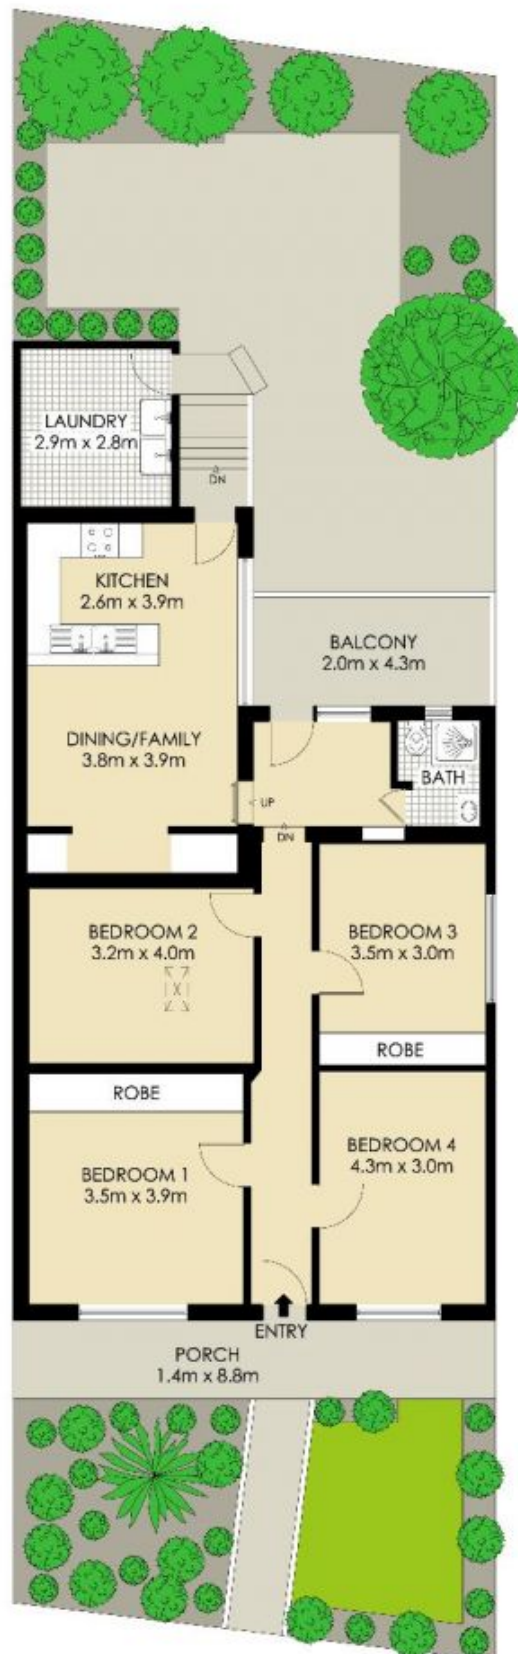 LAUNDRY
2.9m x 2.8m
DN
KITCHEN
2.6m x 3.9m
BALCONY
2.0m x 4.3m
DINING/FAMILY
3.8m x 3.9m
BATH
UP
DN
BEDROOM 2
3.2m x 4.0m
BEDROOM 3
3.5m x 3.0m
ROBE
ROBE
BEDROOM 1
3.5m x 3.9m
BEDROOM 4
4.3m x 3.0m
ENTRY
PORCH
1.4m x 8.8m